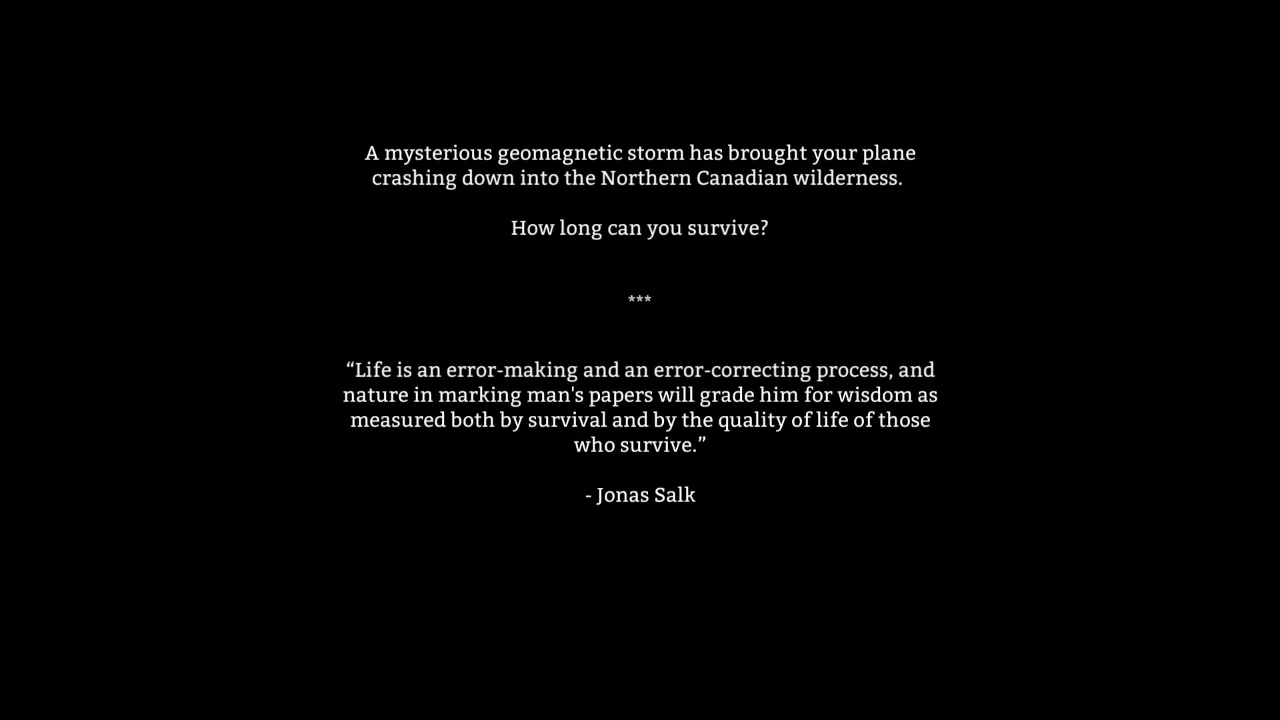 A mysterious geomagnetic storm has brought your plane
crashing down into the Northern Canadian wilderness.
How long can you survive?
***
“Life is an error-making and an error-correcting process, and
nature in marking man's papers will grade him for wisdom as
measured both by survival and by the quality of life of those
who survive.”
- Jonas Salk